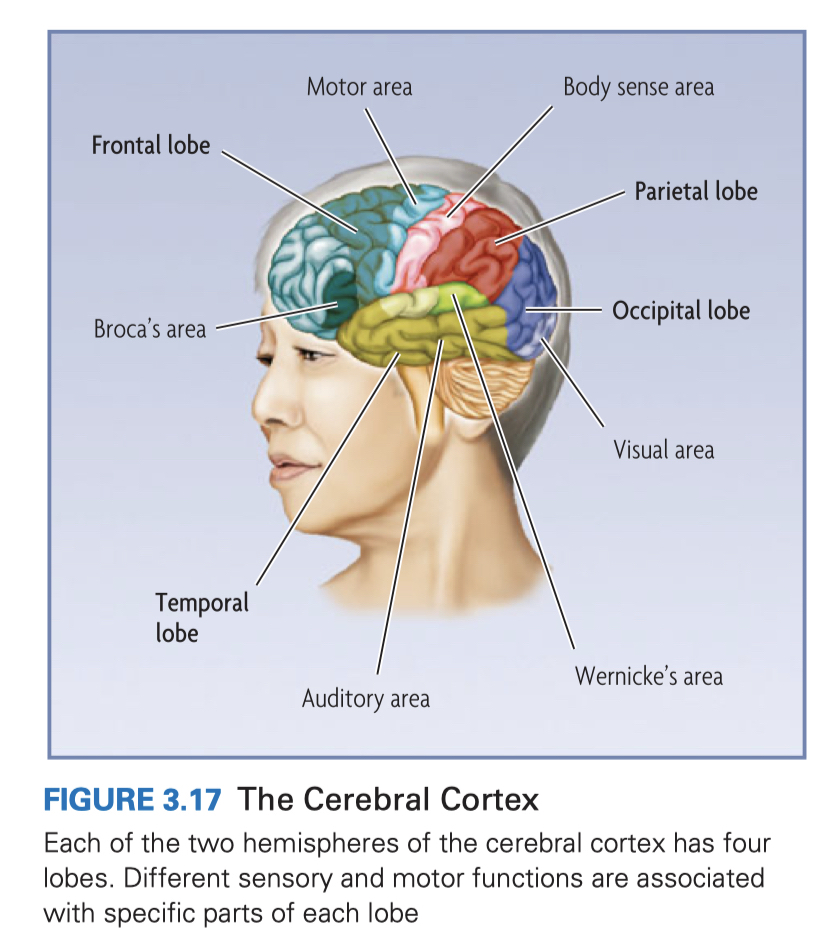 Motor area
Body sense area
Frontal lobe
Parietal lobe
Broca’s area
Occipital lobe
Visual area
Temporal
lobe
Wernicke’s area
Auditory area
FIGURE 3.17 The Cerebral Cortex
Each of the two hemispheres of the cerebral cortex has four
lobes. Different sensory and motor functions are associated
with specific parts of each lobe